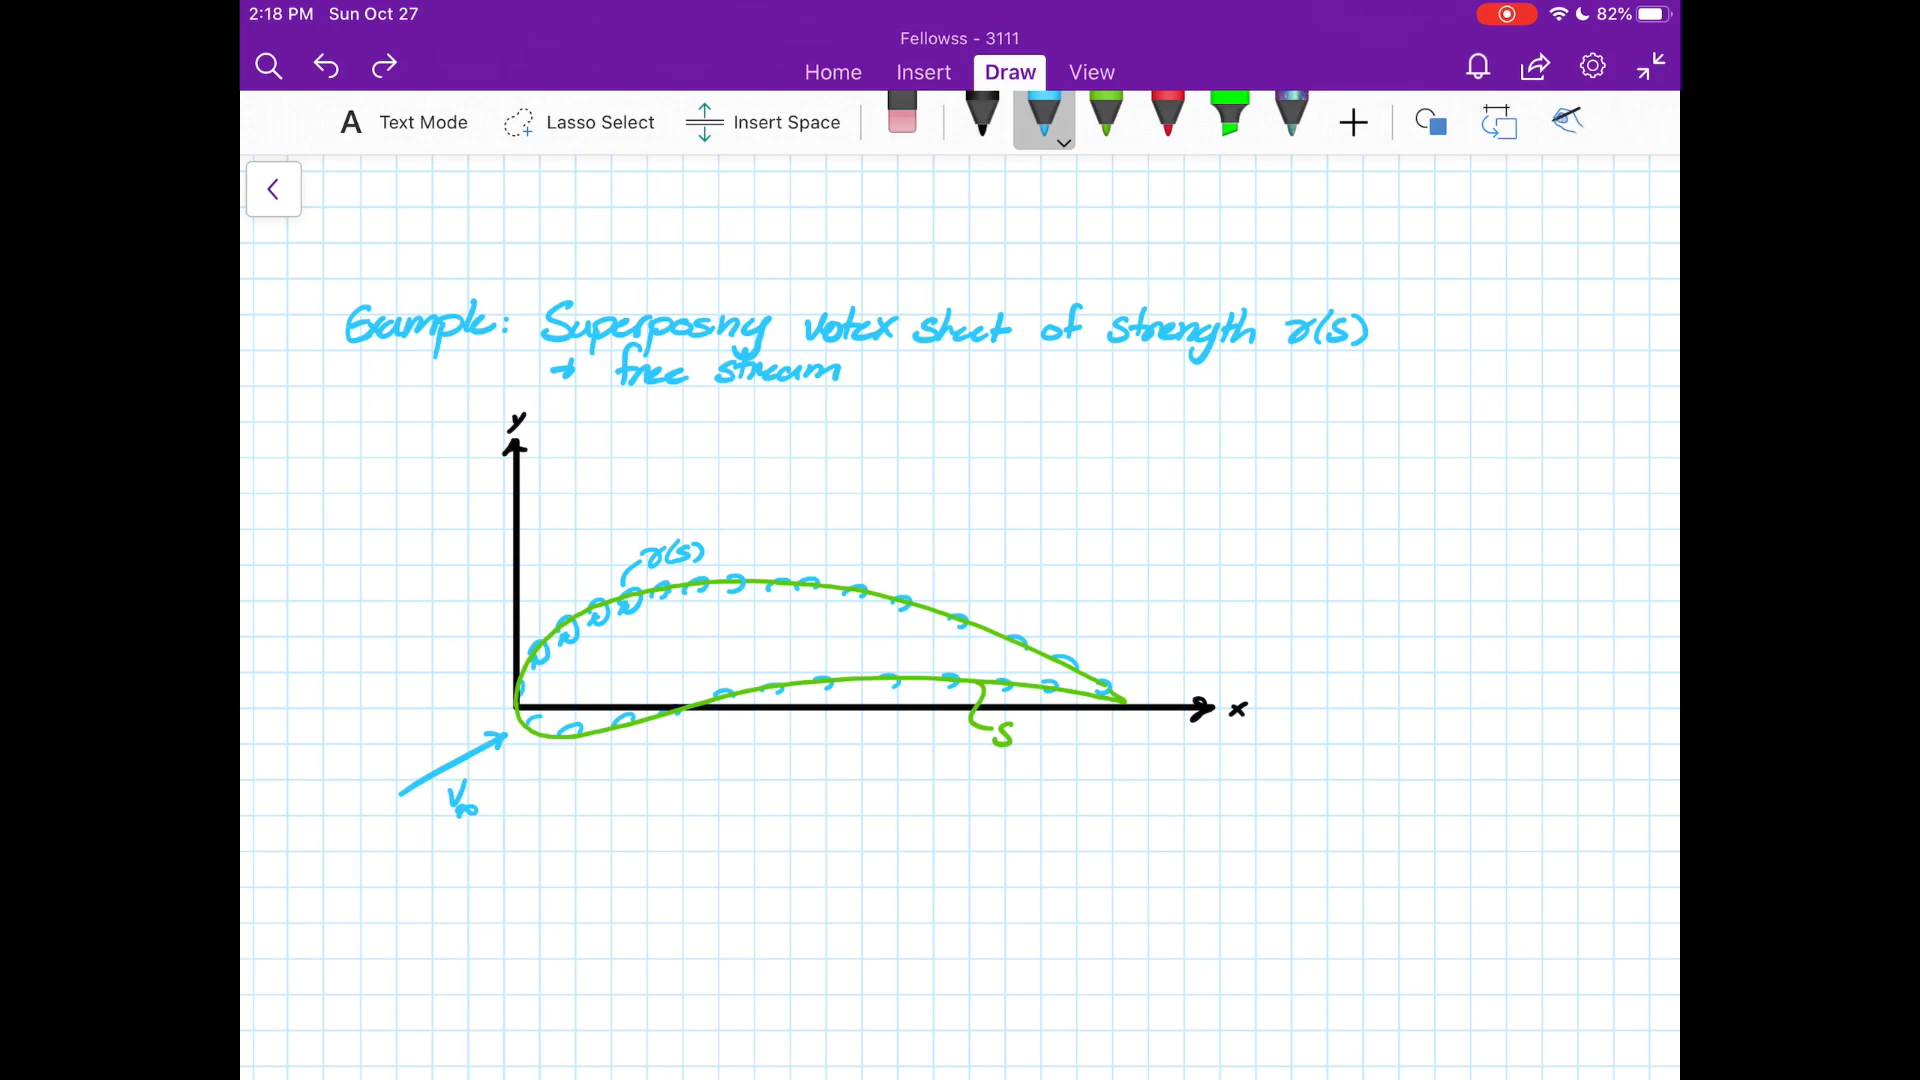 2:18 PM Sun Oct 27
82%
Fellowss - 3111
Home Insert Draw View
A Text Mode Lasso Select Insert Space
Example: Superposing votex sheet of strength γ(s)
+ free stream
y
γ(s)
x
S
V∞